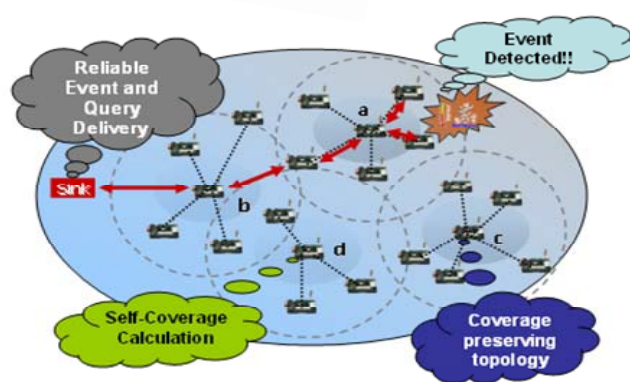 Reliable
Event and
Query
Delivery
Event
Detected!!
a
Sink
b
c
d
Self-Coverage
Calculation
Coverage
preserving
topology